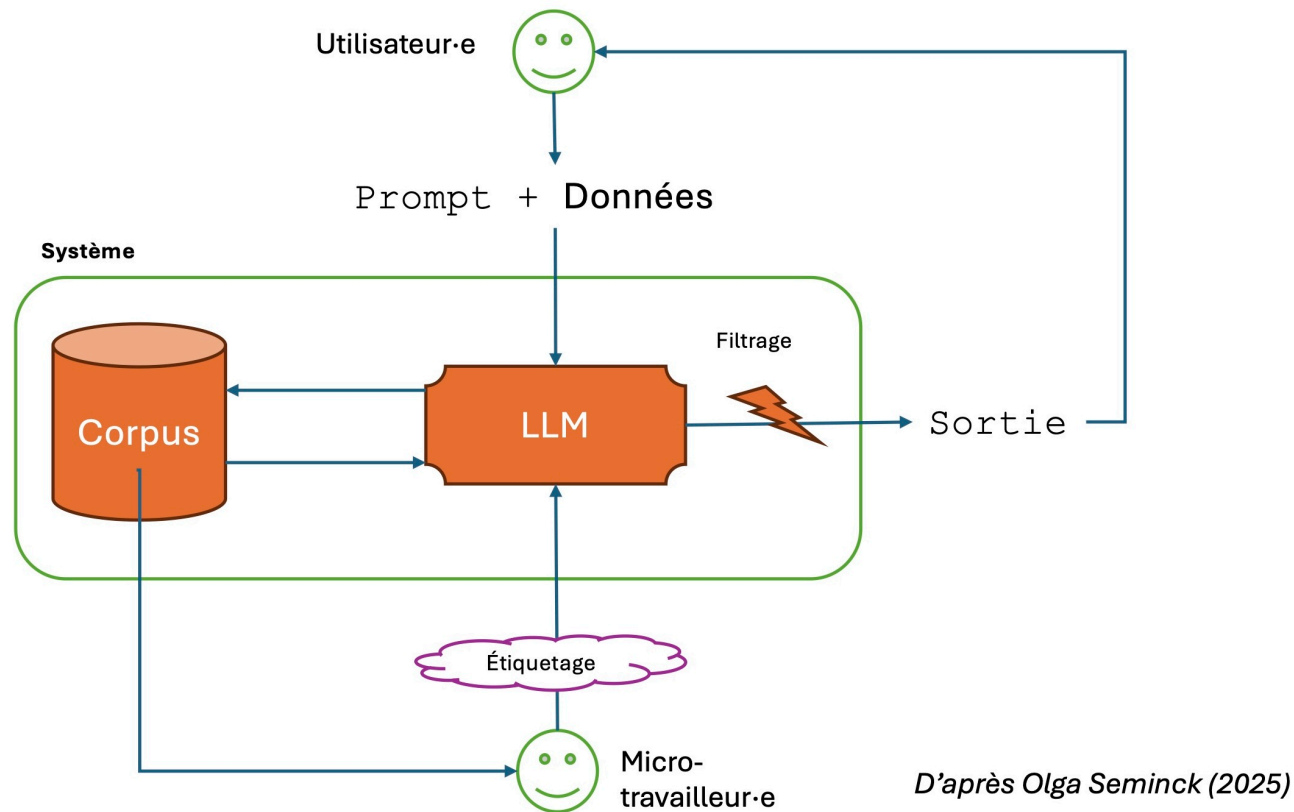 Utilisateur·e
Prompt + Données
Système
Filtrage
Corpus
LLM
Sortie
Étiquetage
Micro-
travailleur·e
D’après Olga Seminck (2025)